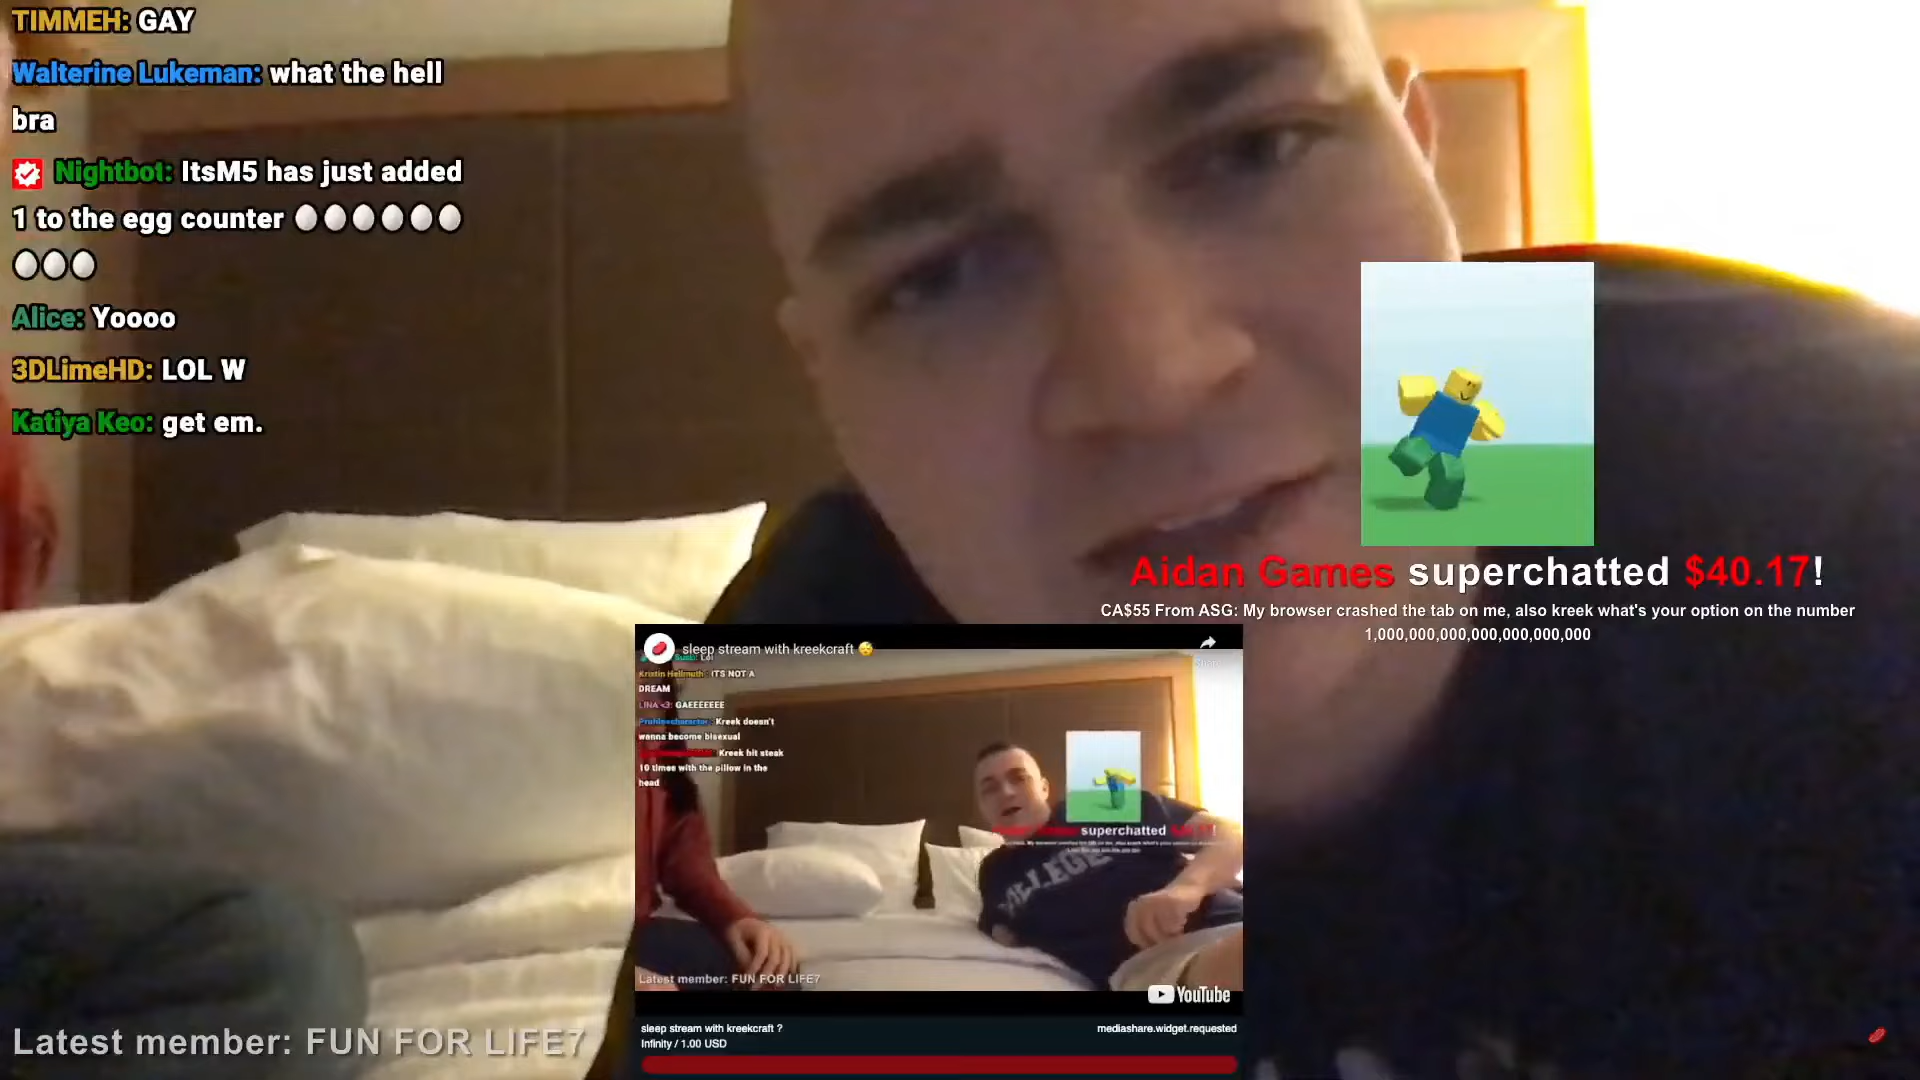 TIMMEH: GAY
Walterine Lukeman: what the hell
bra
Nightbot: ItsM5 has just added
1 to the egg counter
Alice: Yoooo
3DLimeHD: LOL W
Katiya Keo: get em.
Aidan Games superchatted $40.17!
CA$55 From ASG: My browser crashed the tab on me, also kreek what's your option on the number
1,000,000,000,000,000,000,000
sleep stream with kreekcraft 😴
Lol
Kristin Hellmuth: ITS NOT A
DREAM
LINA <3: GAEEEEEEE
Kreek doesn't
wanna become bisexual
Kreek hit steak
10 times with the pillow in the
head
superchatted
COLLEGE
Latest member: FUN FOR LIFE7
YouTube
sleep stream with kreekcraft ?
mediashare.widget.requested
Infinity / 1.00 USD
Latest member: FUN FOR LIFE7